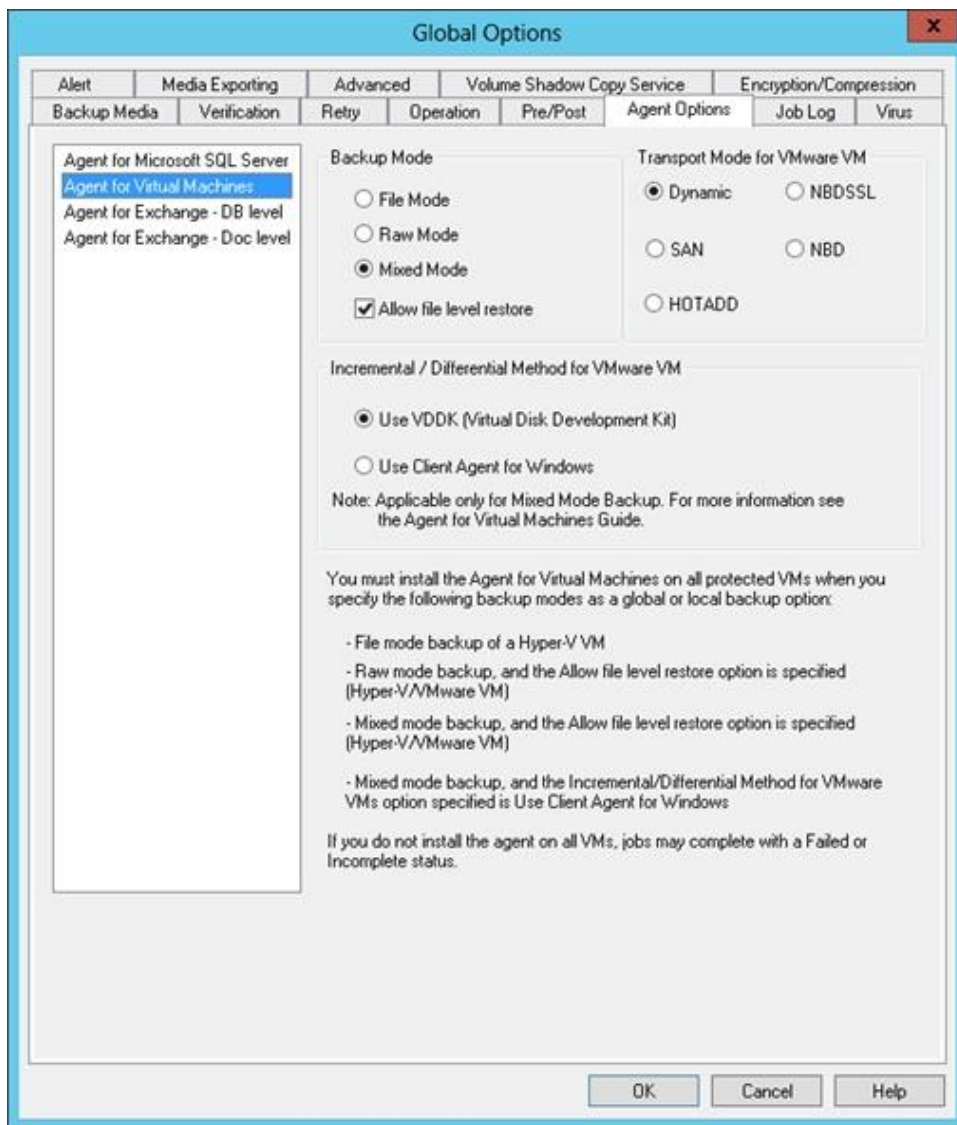 Global Options
x
Alert Media Exporting Advanced Volume Shadow Copy Service Encryption/Compression
Backup Media Verification Retry Operation Pre/Post Agent Options Job Log Virus
Agent for Microsoft SQL Server
Agent for Virtual Machines
Agent for Exchange - DB level
Agent for Exchange - Doc level
Backup Mode
File Mode
Raw Mode
Mixed Mode
Allow file level restore
Transport Mode for VMware VM
Dynamic NBDSSL
SAN NBD
HOTADD
Incremental / Differential Method for VMware VM
Use VDDK (Virtual Disk Development Kit)
Use Client Agent for Windows
Note: Applicable only for Mixed Mode Backup. For more information see
the Agent for Virtual Machines Guide.
You must install the Agent for Virtual Machines on all protected VMs when you
specify the following backup modes as a global or local backup option:
- File mode backup of a Hyper-V VM
- Raw mode backup, and the Allow file level restore option is specified
(Hyper-V/VMware VM)
- Mixed mode backup, and the Allow file level restore option is specified
(Hyper-V/VMware VM)
- Mixed mode backup, and the Incremental/Differential Method for VMware
VMs option specified is Use Client Agent for Windows
If you do not install the agent on all VMs, jobs may complete with a Failed or
Incomplete status.
OK Cancel Help